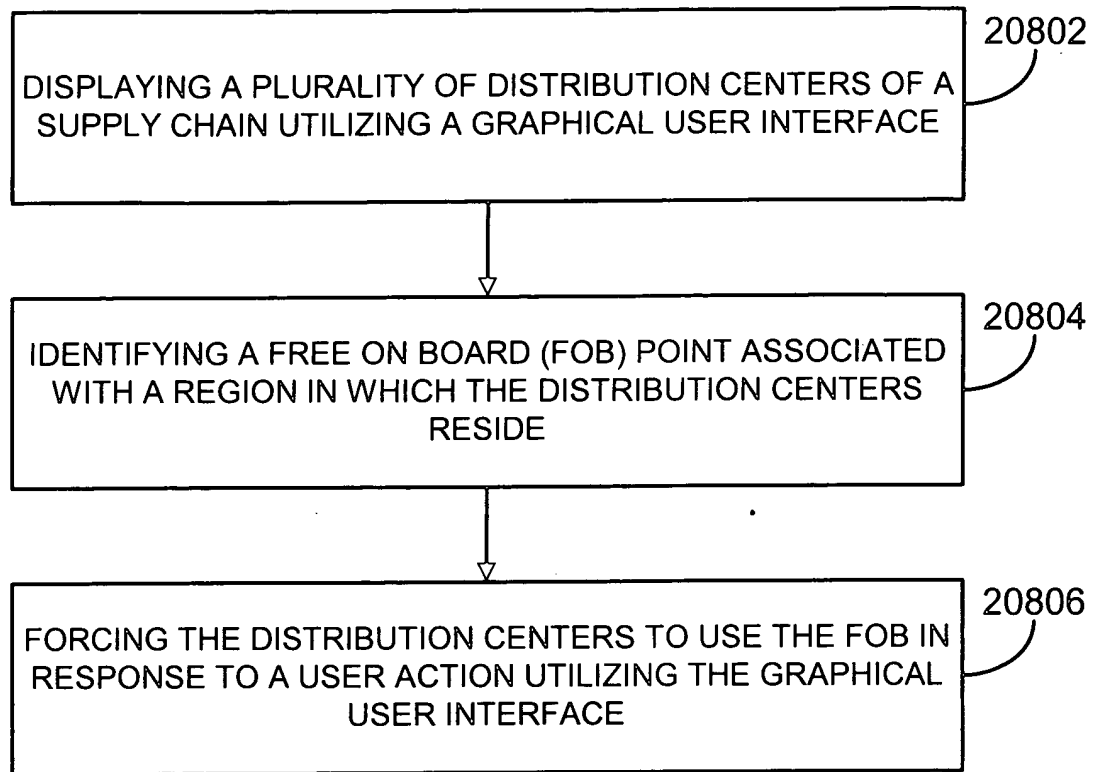 20802
DISPLAYING A PLURALITY OF DISTRIBUTION CENTERS OF A
SUPPLY CHAIN UTILIZING A GRAPHICAL USER INTERFACE
20804
IDENTIFYING A FREE ON BOARD (FOB) POINT ASSOCIATED
WITH A REGION IN WHICH THE DISTRIBUTION CENTERS
RESIDE
20806
FORCING THE DISTRIBUTION CENTERS TO USE THE FOB IN
RESPONSE TO A USER ACTION UTILIZING THE GRAPHICAL
USER INTERFACE